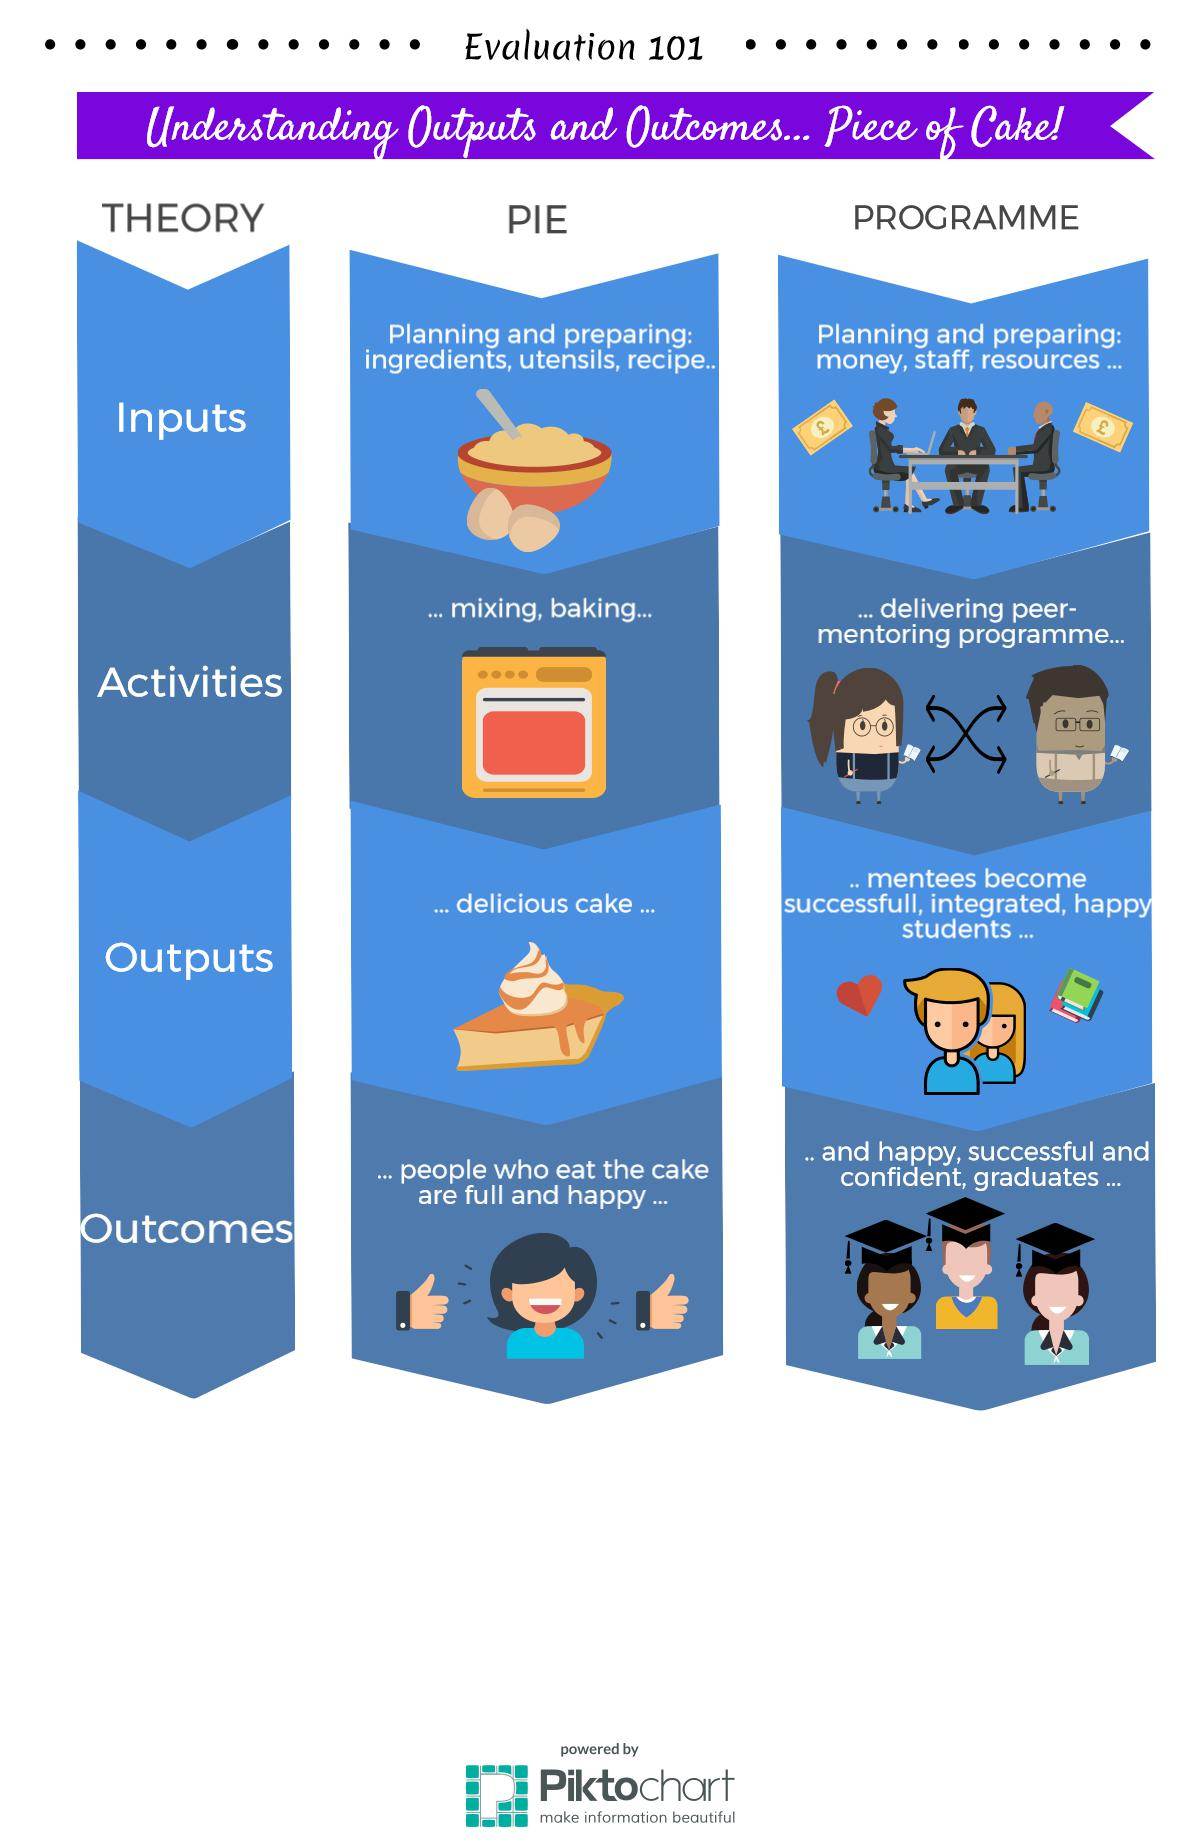 Evaluation 101
Understanding Outputs and Outcomes... Piece of Cake!
THEORY
PIE
PROGRAMME
Inputs
Planning and preparing:
ingredients, utensils, recipe..
Planning and preparing:
money, staff, resources ...
£
£
Activities
... mixing, baking...
... delivering peer-
mentoring programme...
Outputs
... delicious cake ...
.. mentees become
successfull, integrated, happy
students ...
Outcomes
... people who eat the cake
are full and happy ...
.. and happy, successful and
confident, graduates ...
powered by
Piktochart
make information beautiful